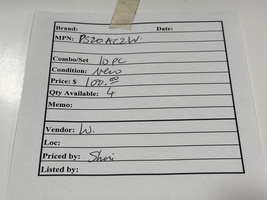 Brand: Date:
MPN: PS20AC2W.
Combo/Set 10 PC
Condition: New
Price: $ 100.00
Qty Available: 4
Memo:
Vendor: W.
Loc:
Priced by: Shri
Listed by: